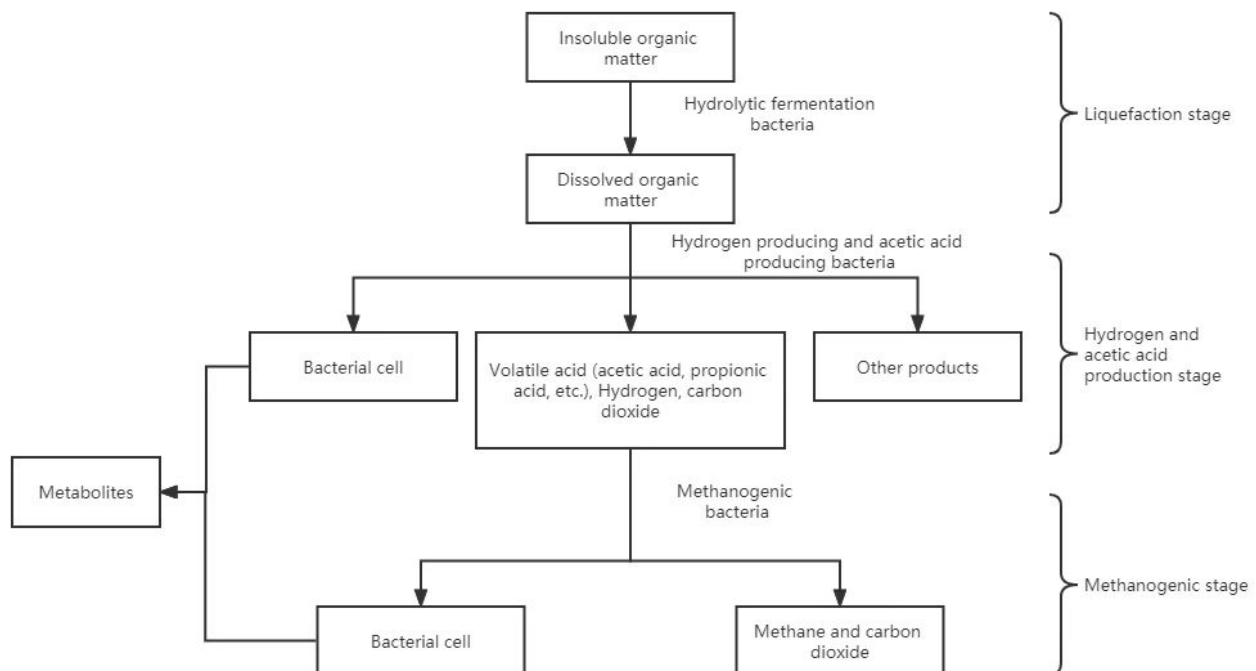 Insoluble organic
matter
Hydrolytic fermentation
bacteria
Liquefaction stage
Dissolved organic
matter
Hydrogen producing and acetic acid
producing bacteria
Bacterial cell
Volatile acid (acetic acid, propionic
acid, etc.), Hydrogen, carbon
dioxide
Other products
Hydrogen and
acetic acid
production stage
Metabolites
Methanogenic
bacteria
Methanogenic stage
Bacterial cell
Methane and carbon
dioxide